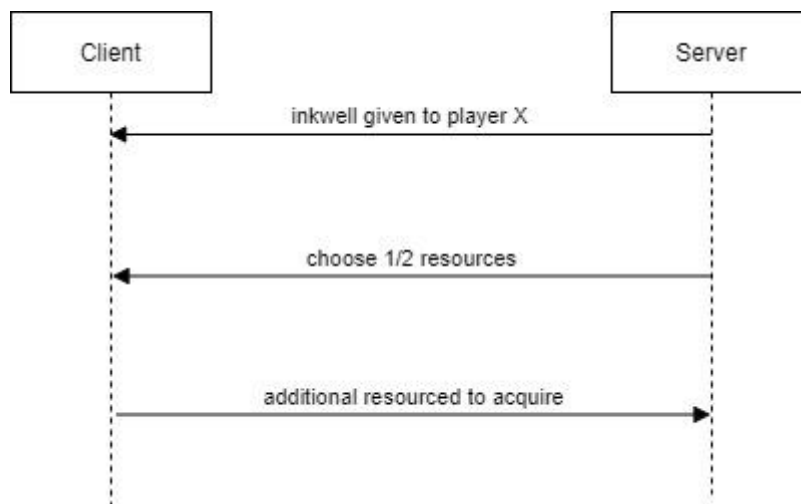 Client
Server
inkwell given to player X
choose 1/2 resources
additional resourced to acquire